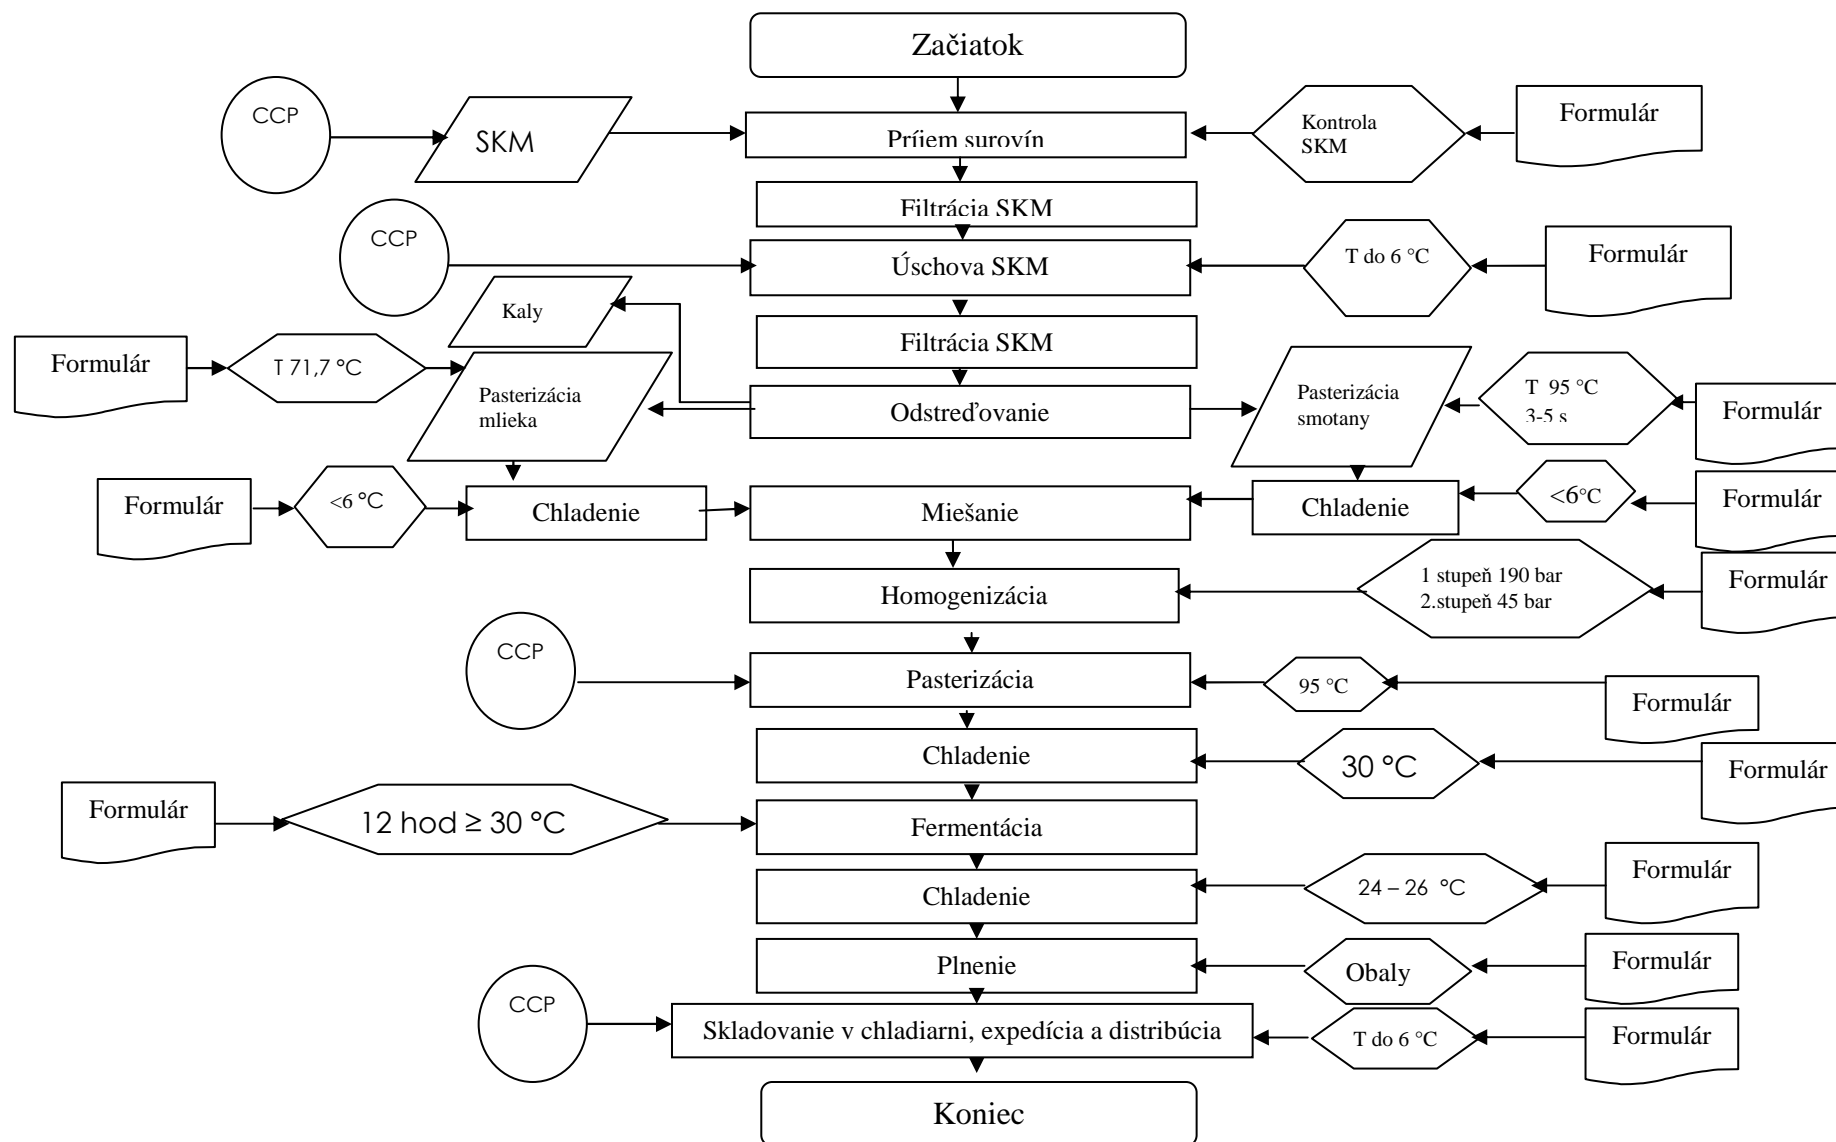 Začiatok
CCP
SKM
Príjem surovín
Kontrola
SKM
Formulár
Filtrácia SKM
CCP
Úschova SKM
T do 6 °C
Formulár
Kaly
Filtrácia SKM
Formulár
T 71,7 °C
Pasterizácia
mlieka
Odstreďovanie
Pasterizácia
smotany
T 95 °C
3-5 s
Formulár
Formulár
<6 °C
Chladenie
Miešanie
Chladenie
<6°C
Formulár
Homogenizácia
1 stupeň 190 bar
2.stupeň 45 bar
Formulár
CCP
Pasterizácia
95 °C
Formulár
Chladenie
30 °C
Formulár
Formulár
12 hod ≥ 30 °C
Fermentácia
Chladenie
24 – 26 °C
Formulár
Plnenie
Obaly
Formulár
CCP
Skladovanie v chladiarni, expedícia a distribúcia
T do 6 °C
Formulár
Koniec